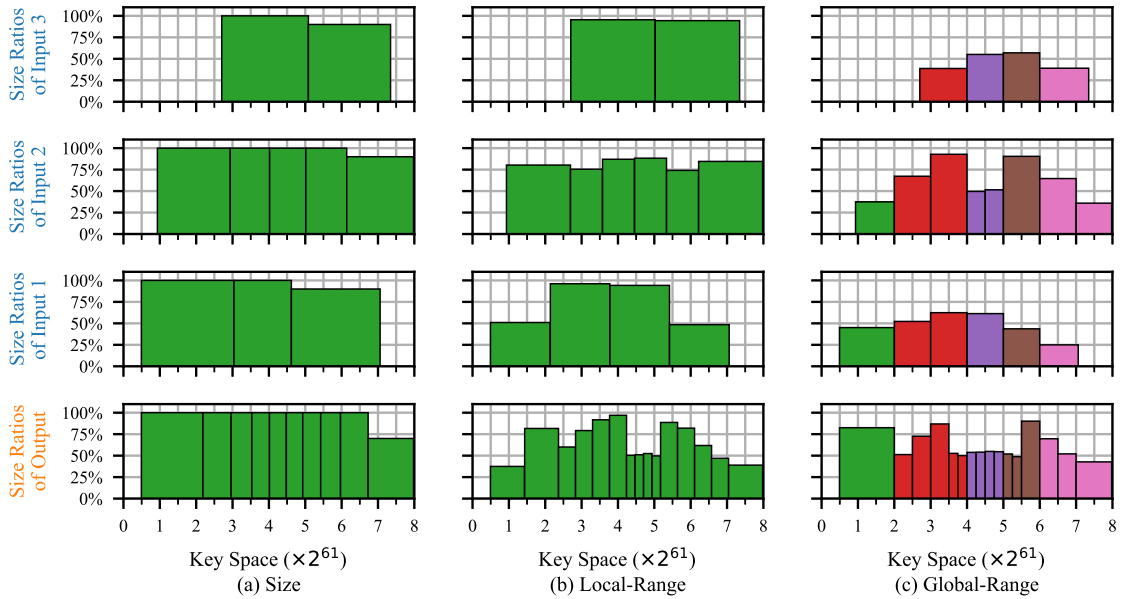 Size Ratios
of Input 3
100%
75%
50%
25%
0%
Size Ratios
of Input 2
100%
75%
50%
25%
0%
Size Ratios
of Input 1
100%
75%
50%
25%
0%
Size Ratios
of Output
100%
75%
50%
25%
0%
0 1 2 3 4 5 6 7 8
0 1 2 3 4 5 6 7 8
0 1 2 3 4 5 6 7 8
Key Space (×2^61)
Key Space (×2^61)
Key Space (×2^61)
(a) Size
(b) Local-Range
(c) Global-Range